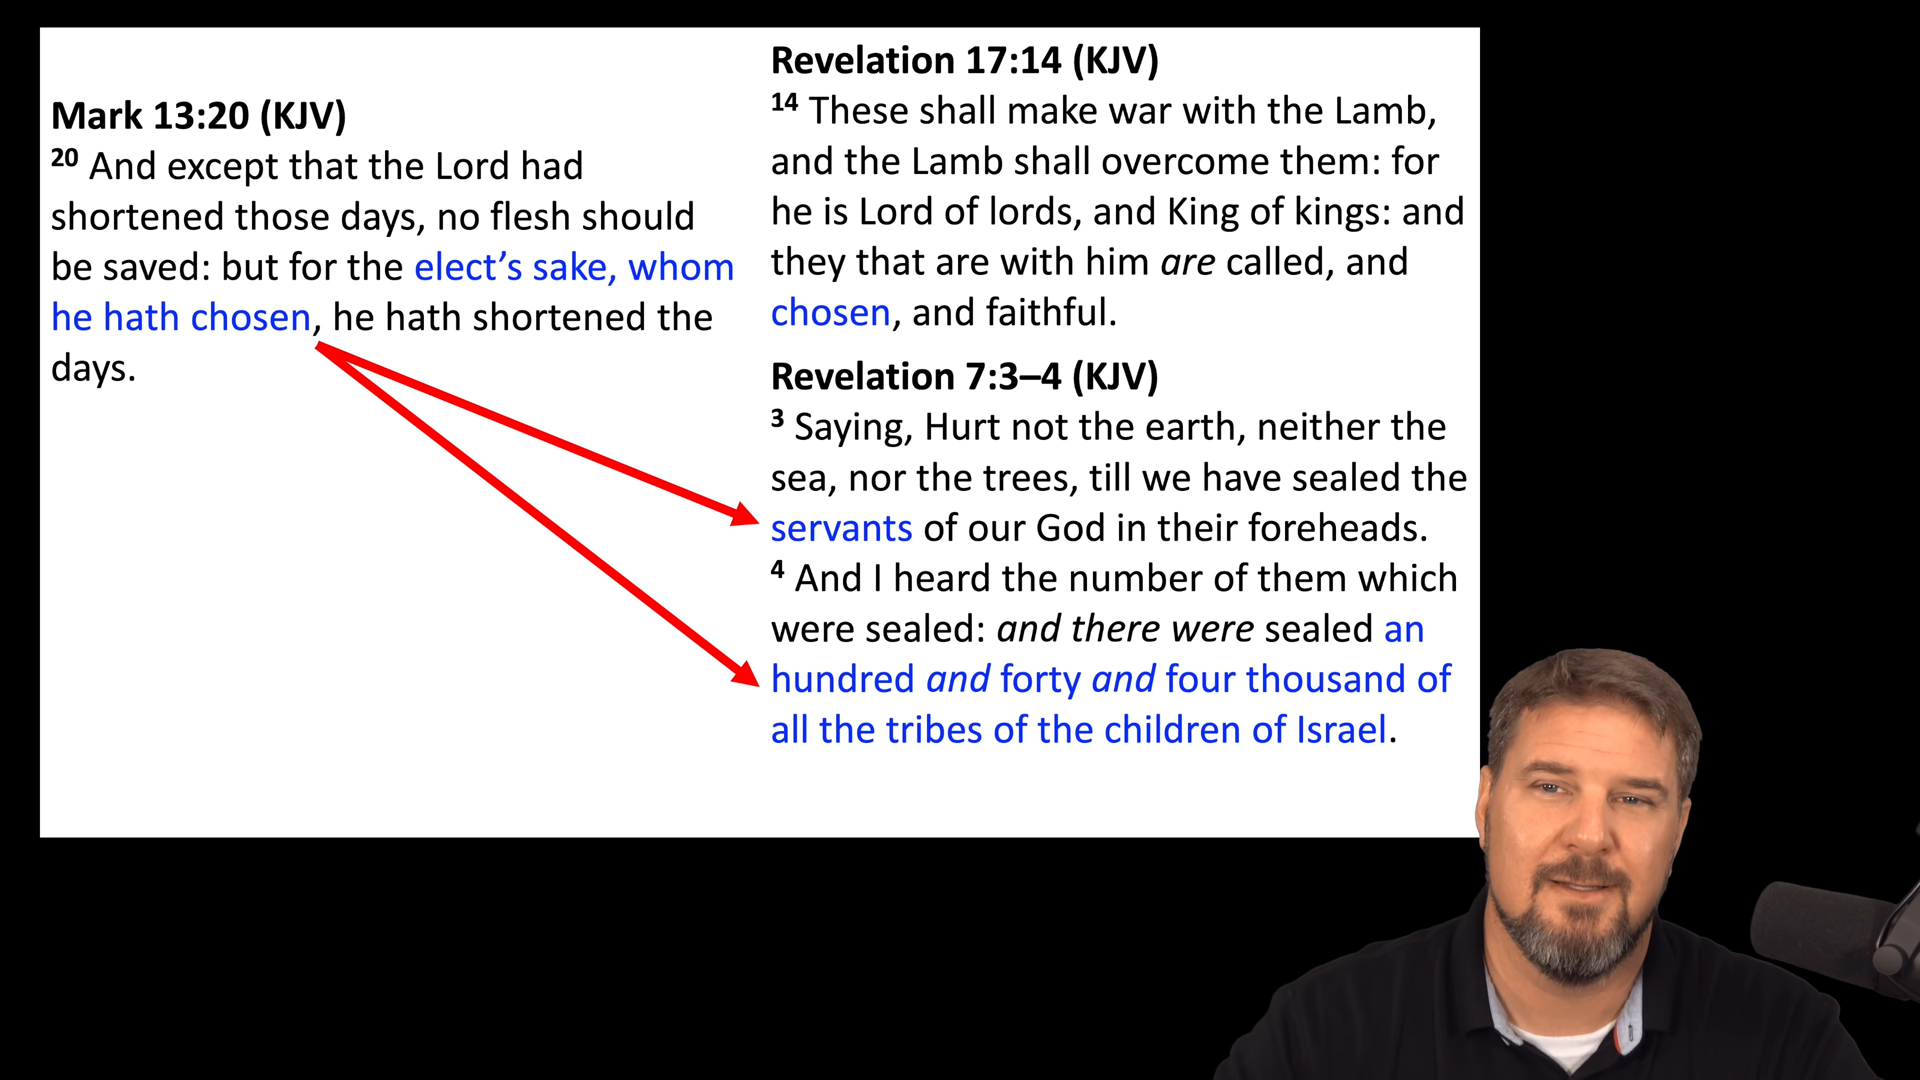 Mark 13:20 (KJV)
20 And except that the Lord had
shortened those days, no flesh should
be saved: but for the elect’s sake, whom
he hath chosen, he hath shortened the
days.
Revelation 17:14 (KJV)
14 These shall make war with the Lamb,
and the Lamb shall overcome them: for
he is Lord of lords, and King of kings: and
they that are with him are called, and
chosen, and faithful.
Revelation 7:3–4 (KJV)
3 Saying, Hurt not the earth, neither the
sea, nor the trees, till we have sealed the
servants of our God in their foreheads.
4 And I heard the number of them which
were sealed: and there were sealed an
hundred and forty and four thousand of
all the tribes of the children of Israel.